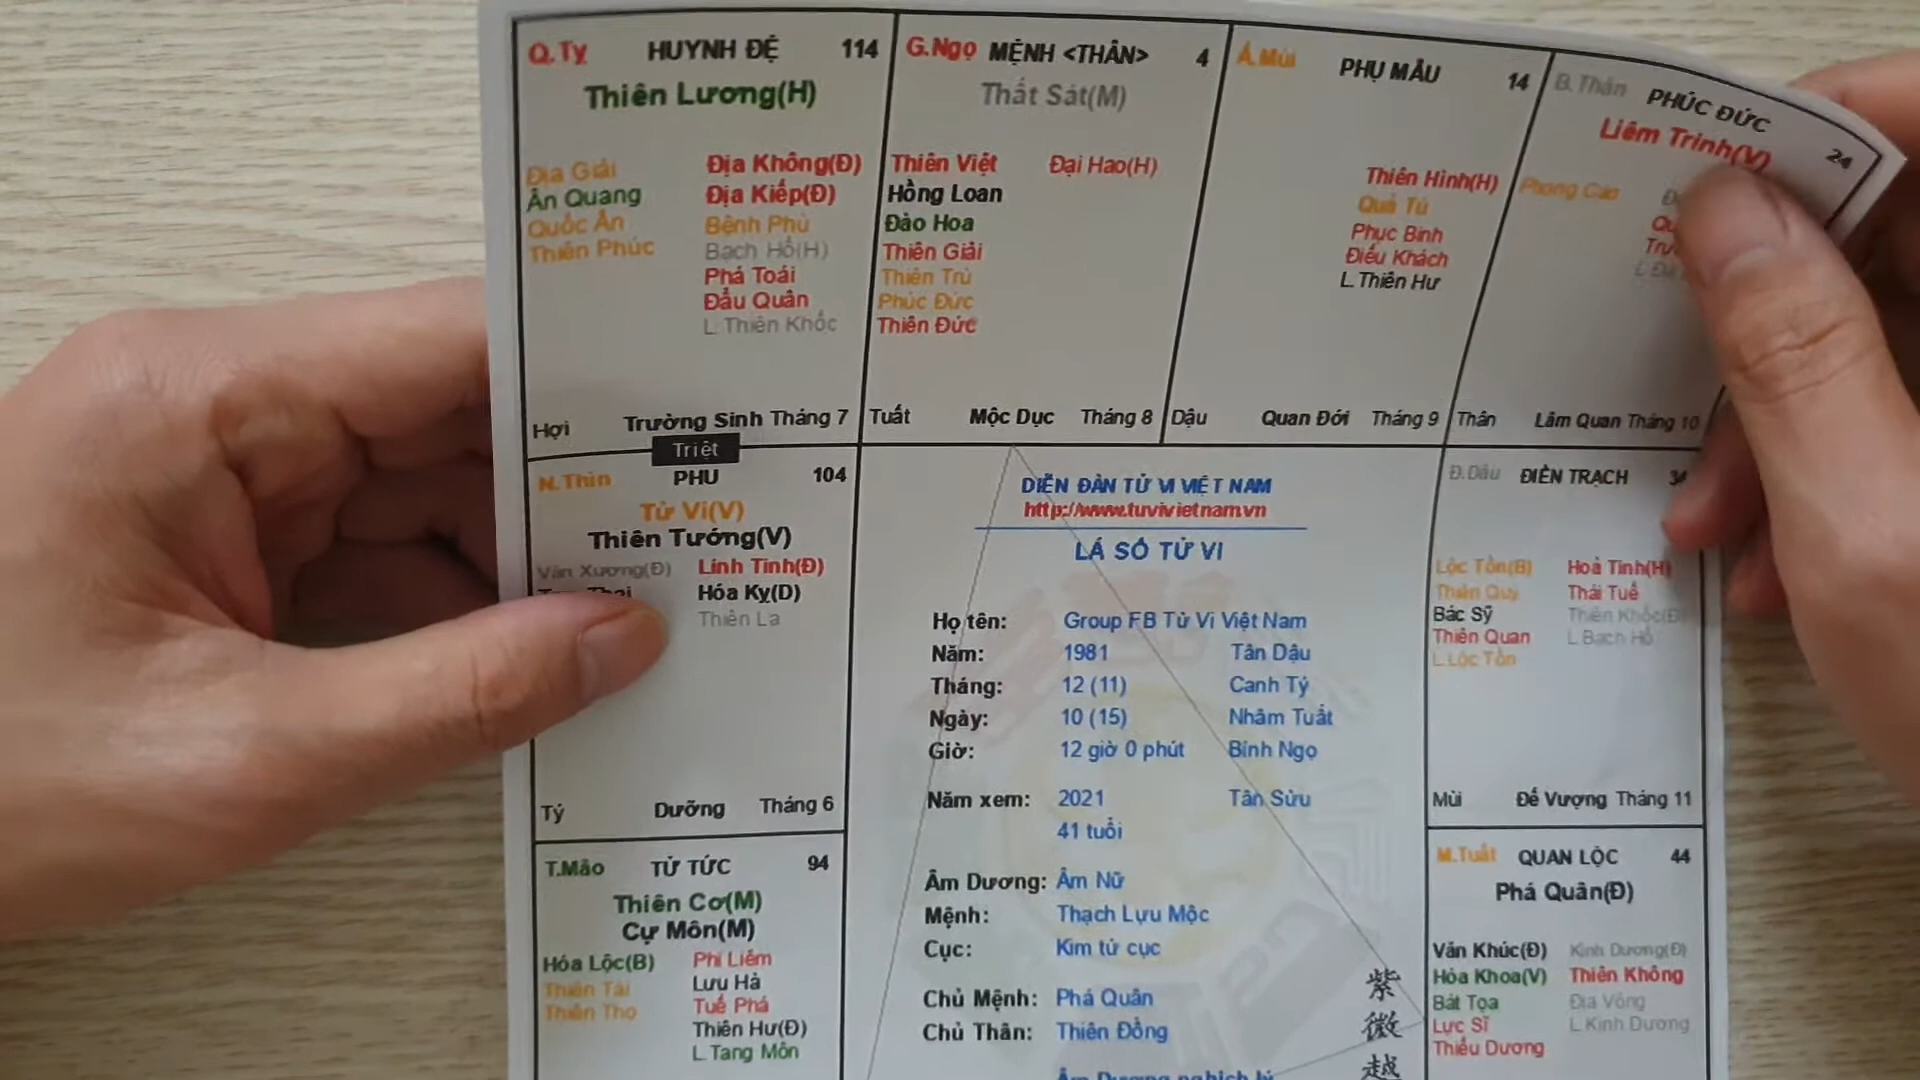 Q.Tỵ HUYNH ĐỆ 114
Thiên Lương(H)
Địa Giải Địa Không(Đ)
Ân Quang Địa Kiếp(Đ)
Quốc Ấn Bệnh Phù
Thiên Phúc Bạch Hổ(H)
Phá Toái
Đẩu Quân
L.Thiên Khốc
Hợi Trường Sinh Tháng 7
G.Ngọ MỆNH <THÂN> 4
Thất Sát(M)
Thiên Việt Đại Hao(H)
Hồng Loan
Đào Hoa
Thiên Giải
Thiên Trù
Phúc Đức
Thiên Đức
Tuất Mộc Dục Tháng 8
Ấ.Mùi PHỤ MẪU 14
Thiên Hình(H)
Quả Tú
Phục Binh
Điếu Khách
L.Thiên Hư
Dậu Quan Đới Tháng 9
B.Thân PHÚC ĐỨC 24
Liêm Trinh(V)
Phong Cáo
Thân Lâm Quan Tháng 10
Triệt
N.Thìn PHU 104
Tử Vi(V)
Thiên Tướng(V)
Văn Xương(Đ) Linh Tinh(Đ)
Hóa Kỵ(D)
Thiên La
Tý Dưỡng Tháng 6
T.Mão TỬ TỨC 94
Thiên Cơ(M)
Cự Môn(M)
Hóa Lộc(B) Phi Liêm
Thiên Tài Lưu Hà
Thiên Thọ Tuế Phá
Thiên Hư(Đ)
L.Tang Môn
DIỄN ĐÀN TỬ VI VIỆT NAM
http://www.tuvivietnam.vn
LÁ SỐ TỬ VI
Họ tên: Group FB Tử Vi Việt Nam
Năm: 1981 Tân Dậu
Tháng: 12 (11) Canh Tý
Ngày: 10 (15) Nhâm Tuất
Giờ: 12 giờ 0 phút Bính Ngọ
Năm xem: 2021 Tân Sửu
41 tuổi
Âm Dương: Âm Nữ
Mệnh: Thạch Lựu Mộc
Cục: Kim tứ cục
Chủ Mệnh: Phá Quân
Chủ Thân: Thiên Đồng
Âm Dương nghịch lý
紫
微
越
Đ.Dậu ĐIỀN TRẠCH
Lộc Tồn(B) Hoả Tinh(H)
Thiên Quý Thái Tuế
Bác Sỹ Thiên Khốc(Đ)
Thiên Quan L.Bạch Hổ
L.Lộc Tồn
Mùi Đế Vượng Tháng 11
M.Tuất QUAN LỘC 44
Phá Quân(Đ)
Văn Khúc(Đ) Kình Dương(Đ)
Hóa Khoa(V) Thiên Không
Bát Tọa Địa Võng
Lực Sĩ L.Kình Dương
Thiếu Dương